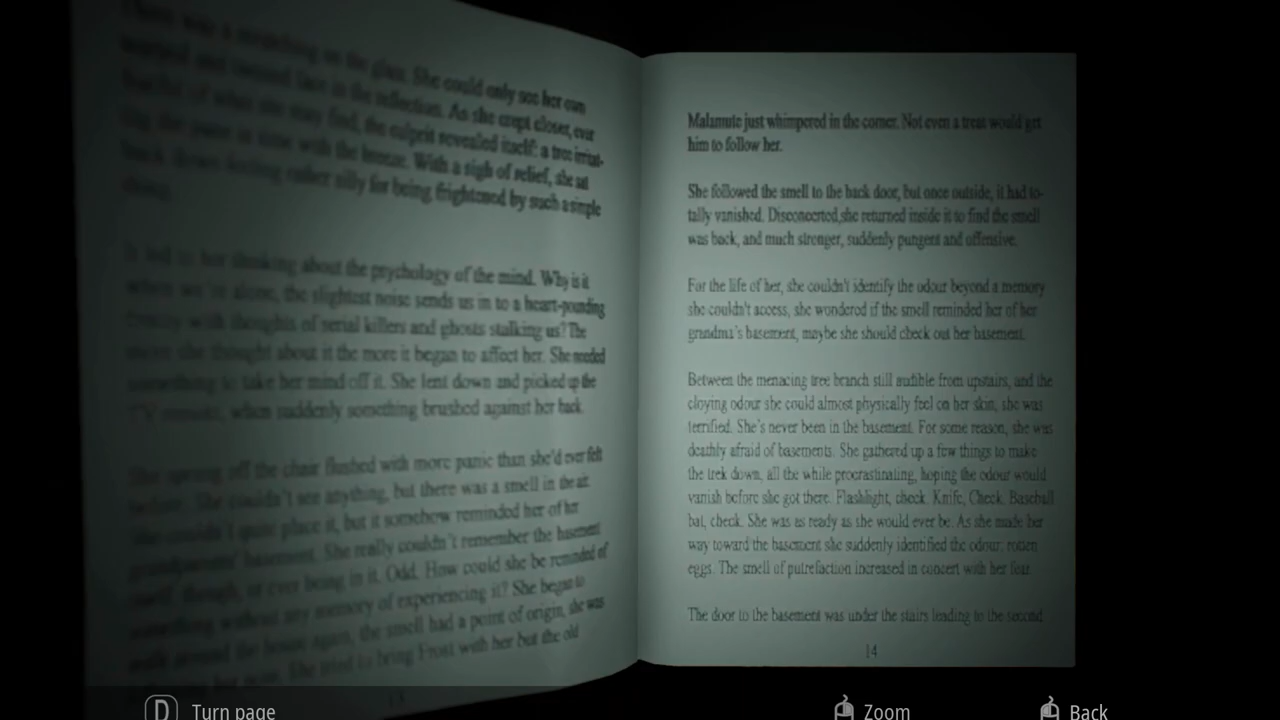 There was a scratching on the glass. She could only see her own
warped and twisted face in the reflection. As she crept closer, ever
fearful of what she may find, the culprit revealed itself: a tree irritat-
ing the pane in tune with the breeze. With a sigh of relief, she sat
back down feeling rather silly for being frightened by such a simple
thing.
It led to her thinking about the psychology of the mind. Why is it
when we're alone, the slightest noise sends us in to a heart-pounding
frenzy with thoughts of serial killers and ghosts stalking us? The
more she thought about it the more it began to affect her. She needed
something to take her mind off it. She lent down and picked up the
TV remote, when suddenly something brushed against her back.
She sprung off the chair flushed with more panic than she'd ever felt
before. She couldn't see anything, but there was a smell in the air.
She couldn't quite place it, but it somehow reminded her of her
grandparents' basement. She really couldn't remember the basement
itself, though, or ever being in it. Odd. How could she be reminded of
something without any memory of experiencing it? She began to
walk around the house again, the smell had a point of origin, she was
She tried to bring Frost with her but the old
Malamute just whimpered in the corner. Not even a treat would get
him to follow her.
She followed the smell to the back door, but once outside, it had to-
tally vanished. Disconcerted,she returned inside it to find the smell
was back, and much stronger, suddenly pungent and offensive.
For the life of her, she couldn't identify the odour beyond a memory
she couldn't access, she wondered if the smell reminded her of her
grandma's basement, maybe she should check out her basement.
Between the menacing tree branch still audible from upstairs, and the
cloying odour she could almost physically feel on her skin, she was
terrified. She's never been in the basement. For some reason, she was
deathly afraid of basements. She gathered up a few things to make
the trek down, all the while procrastinating, hoping the odour would
vanish before she got there. Flashlight, check. Knife, Check. Baseball
bat, check. She was as ready as she would ever be. As she made her
way toward the basement she suddenly identified the odour: rotten
eggs. The smell of putrefaction increased in concert with her fear.
The door to the basement was under the stairs leading to the second
14
D Turn page
Zoom
Back